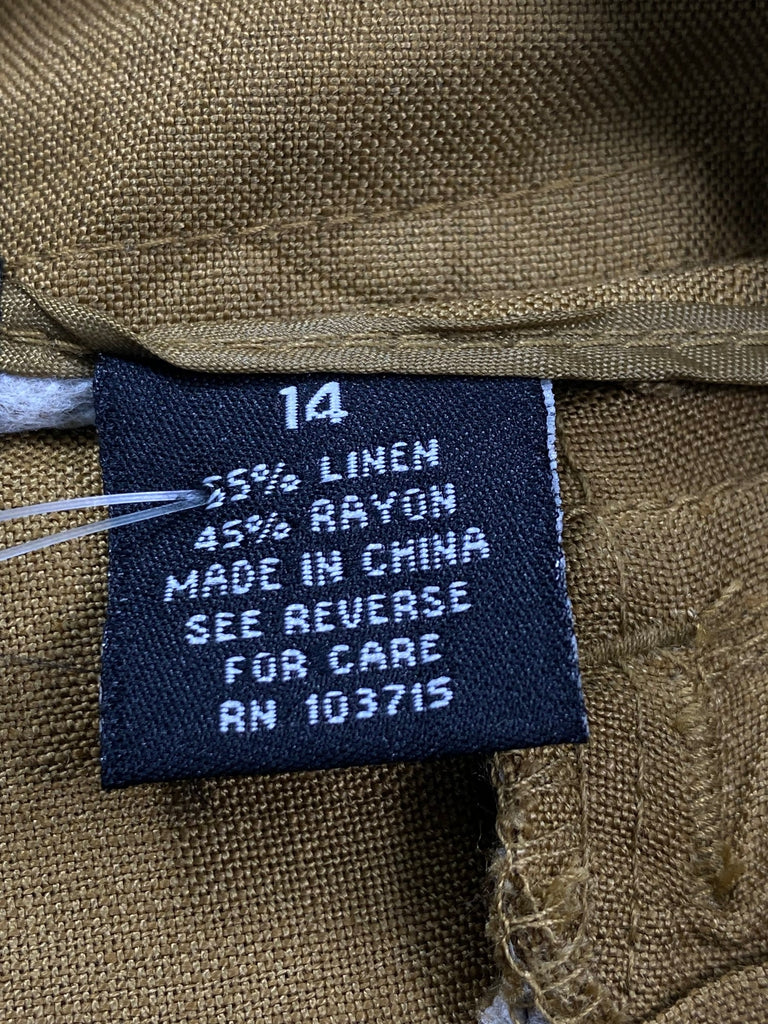 14
55% LINEN
45% RAYON
MADE IN CHINA
SEE REVERSE
FOR CARE
RN 103715